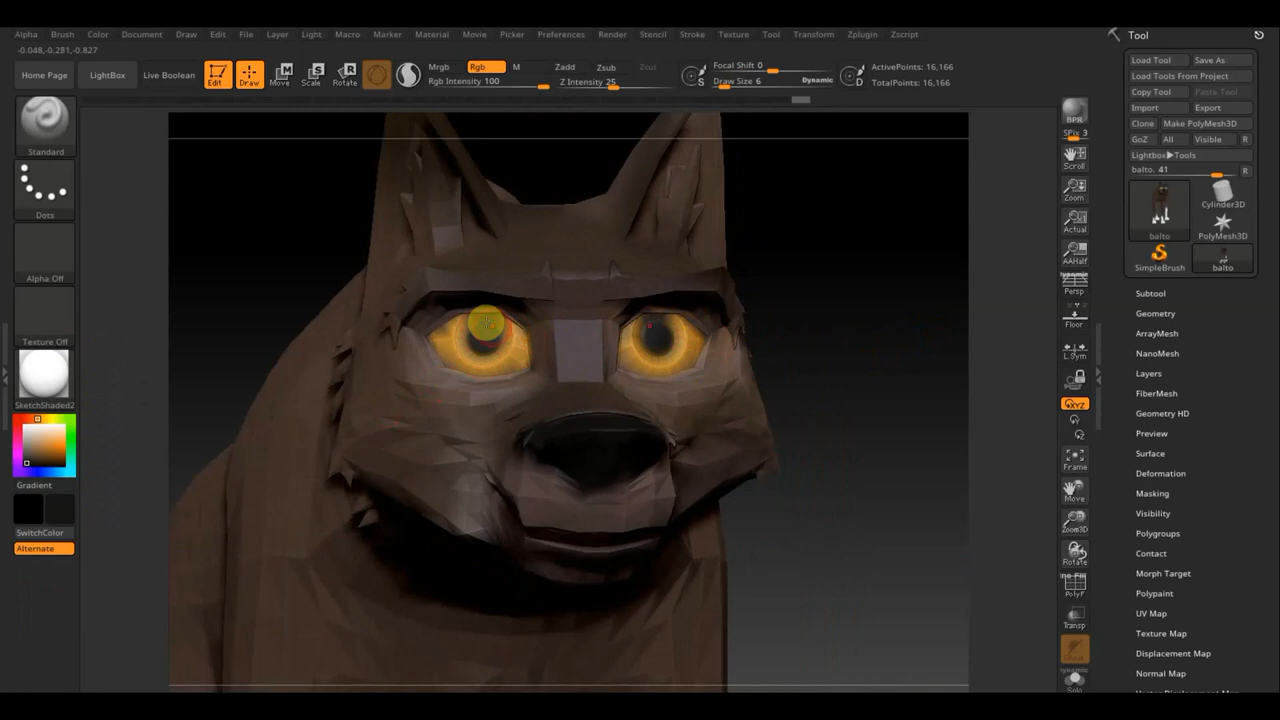 Alpha Brush Color Document Draw Edit File Layer Light Macro Marker Material Movie Picker Preferences Render Stencil Stroke Texture Tool Transform Zplugin Zscript
-0.048,-0.281,-0.827
Home Page LightBox Live Boolean Edit Draw Move Scale Rotate
Mrgb Rgb M Zadd Zsub Zcut
Rgb Intensity 100 Z Intensity 25
Focal Shift 0
Draw Size 6 Dynamic
ActivePoints: 16,166
TotalPoints: 16,166
Standard
Dots
Alpha Off
Texture Off
SketchShaded2
Gradient
SwitchColor
Alternate
BPR
SPix 3
Scroll
Zoom
Actual
AAHalf
Dynamic
Persp
Floor
L.Sym
XYZ
Frame
Move
Zoom3D
Rotate
PolyF
Transp
Ghost
Dynamic
Solo
Tool
Load Tool Save As
Load Tools From Project
Copy Tool Paste Tool
Import Export
Clone Make PolyMesh3D
GoZ All Visible R
Lightbox▶Tools
balto. 41 R
balto Cylinder3D
PolyMesh3D
SimpleBrush balto
Subtool
Geometry
ArrayMesh
NanoMesh
Layers
FiberMesh
Geometry HD
Preview
Surface
Deformation
Masking
Visibility
Polygroups
Contact
Morph Target
Polypaint
UV Map
Texture Map
Displacement Map
Normal Map